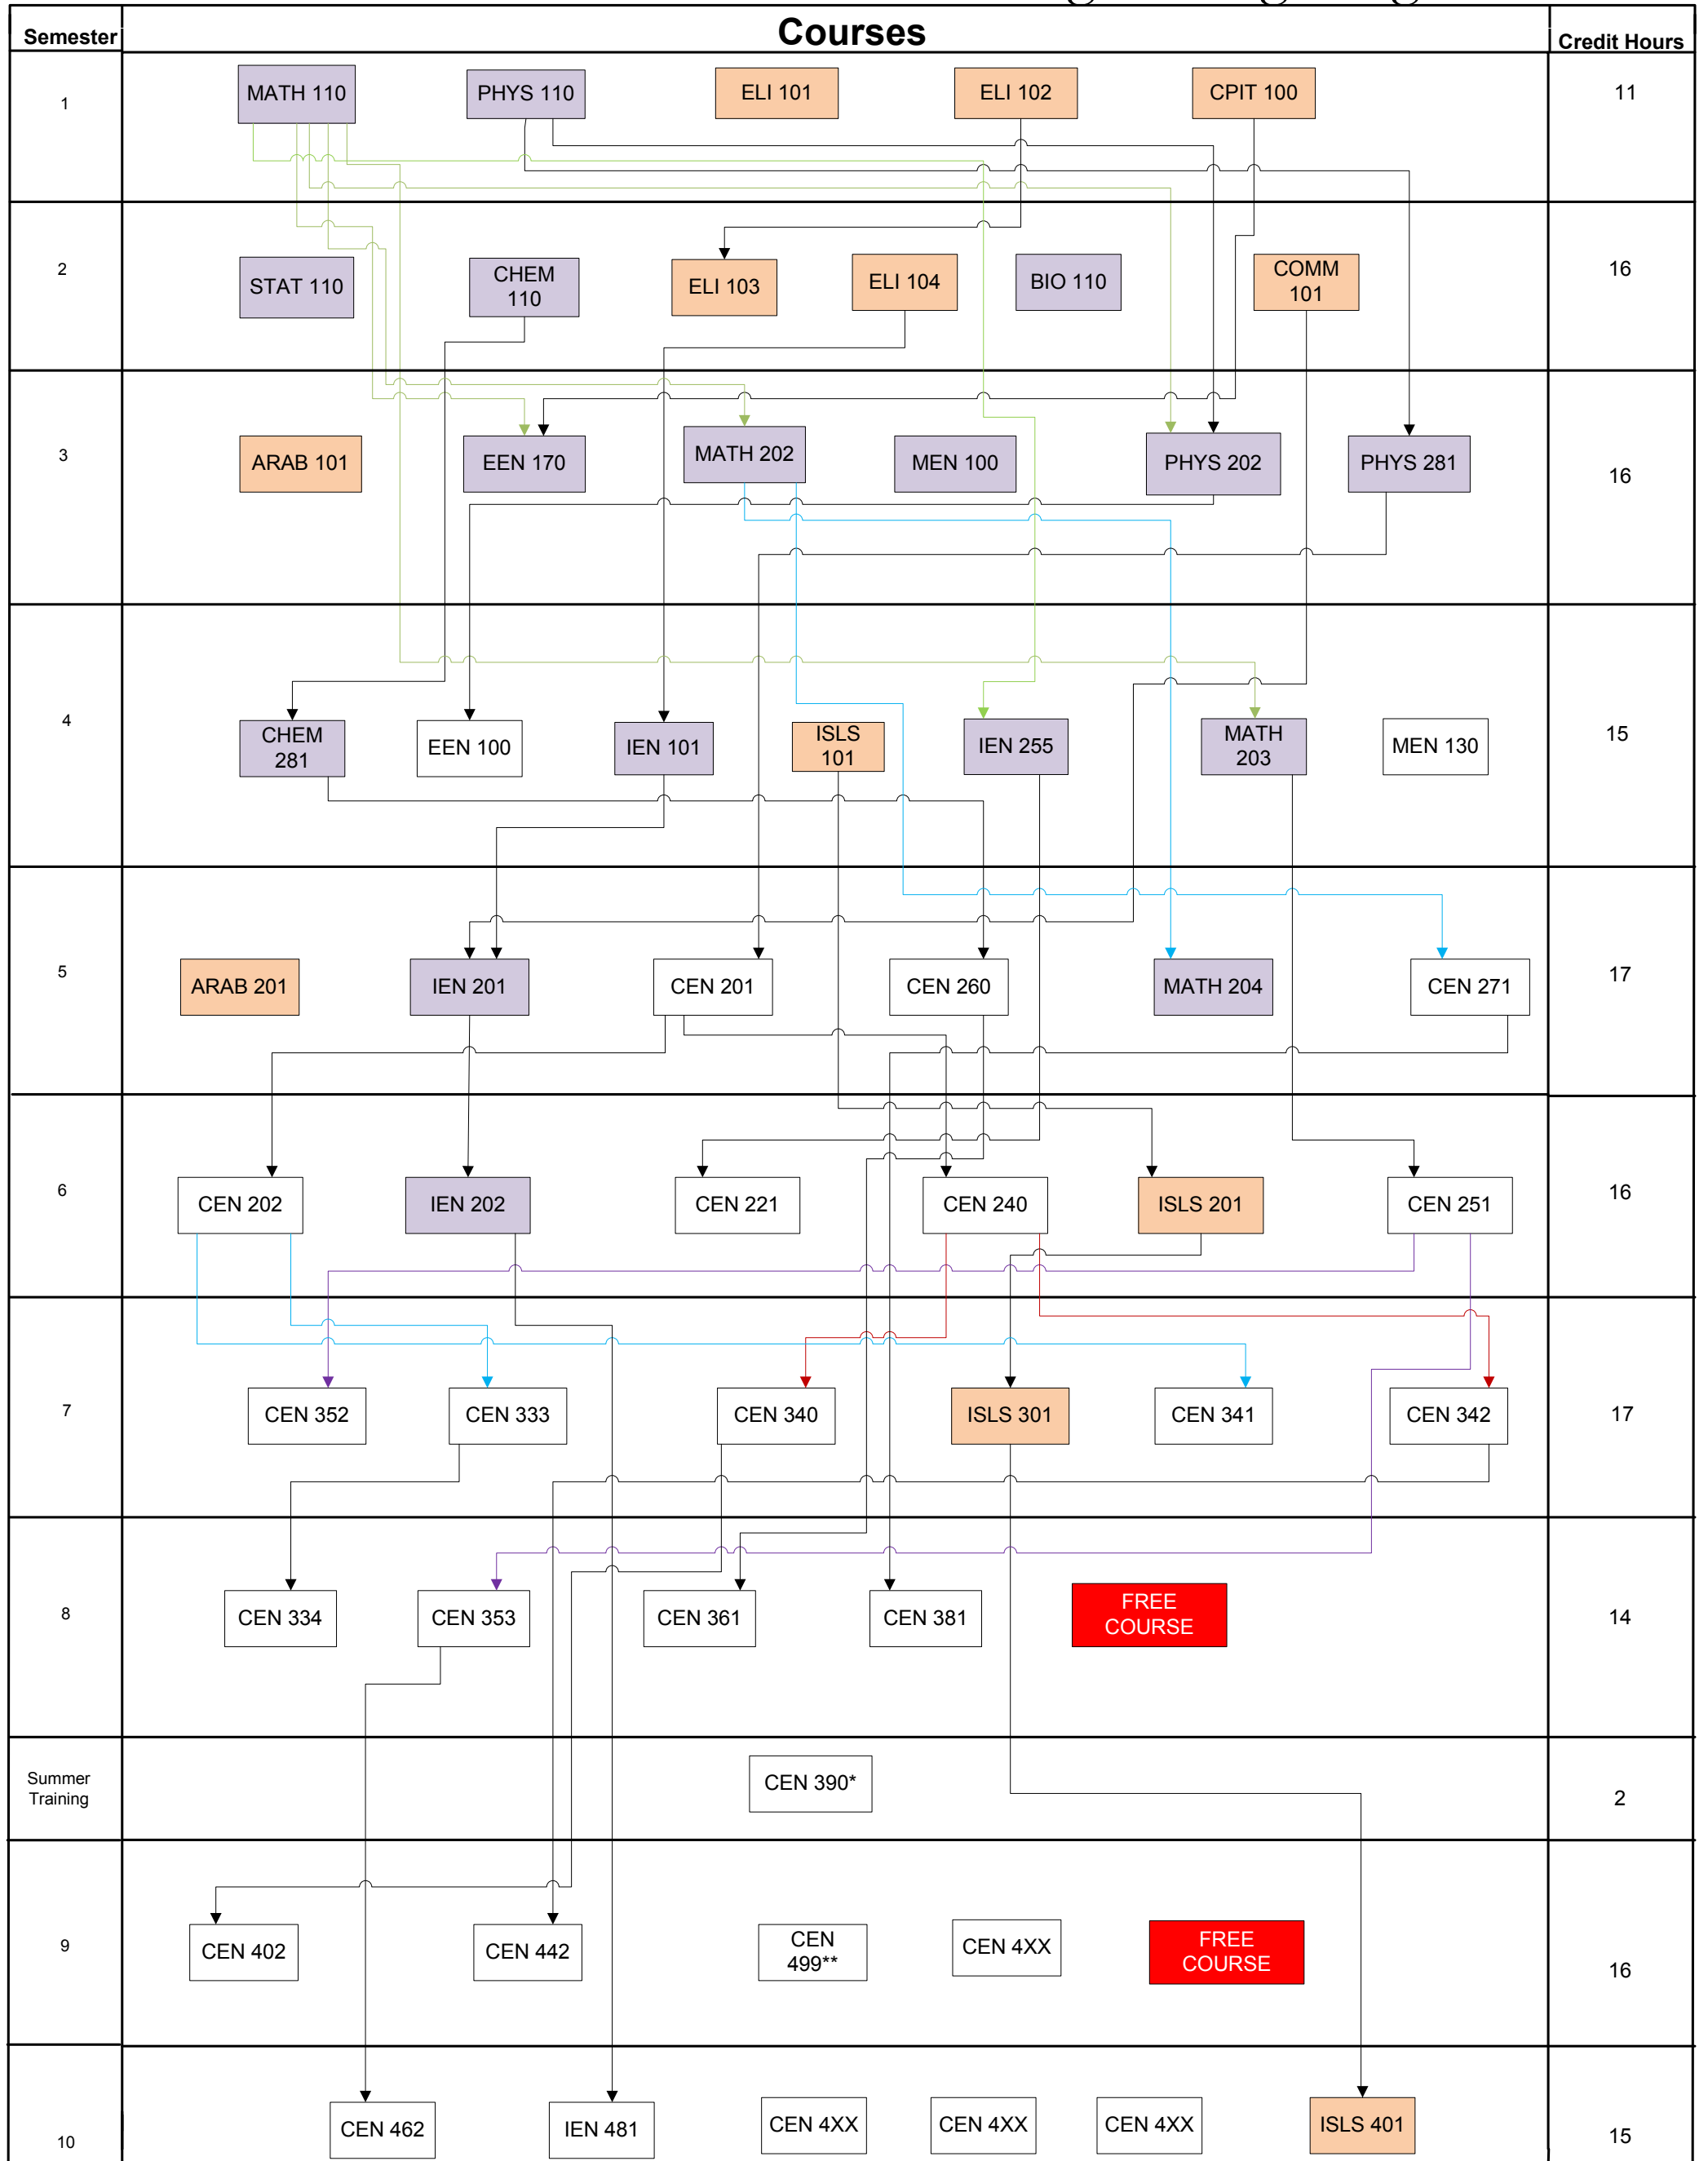 Semester
Courses
Credit Hours
1
MATH 110
PHYS 110
ELI 101
ELI 102
CPIT 100
11
2
STAT 110
CHEM
110
ELI 103
ELI 104
BIO 110
COMM
101
16
3
ARAB 101
EEN 170
MATH 202
MEN 100
PHYS 202
PHYS 281
16
4
CHEM
281
EEN 100
IEN 101
ISLS
101
IEN 255
MATH
203
MEN 130
15
5
ARAB 201
IEN 201
CEN 201
CEN 260
MATH 204
CEN 271
17
6
CEN 202
IEN 202
CEN 221
CEN 240
ISLS 201
CEN 251
16
7
CEN 352
CEN 333
CEN 340
ISLS 301
CEN 341
CEN 342
17
8
CEN 334
CEN 353
CEN 361
CEN 381
FREE
COURSE
14
Summer
Training
CEN 390*
2
9
CEN 402
CEN 442
CEN
499**
CEN 4XX
FREE
COURSE
16
10
CEN 462
IEN 481
CEN 4XX
CEN 4XX
CEN 4XX
ISLS 401
15